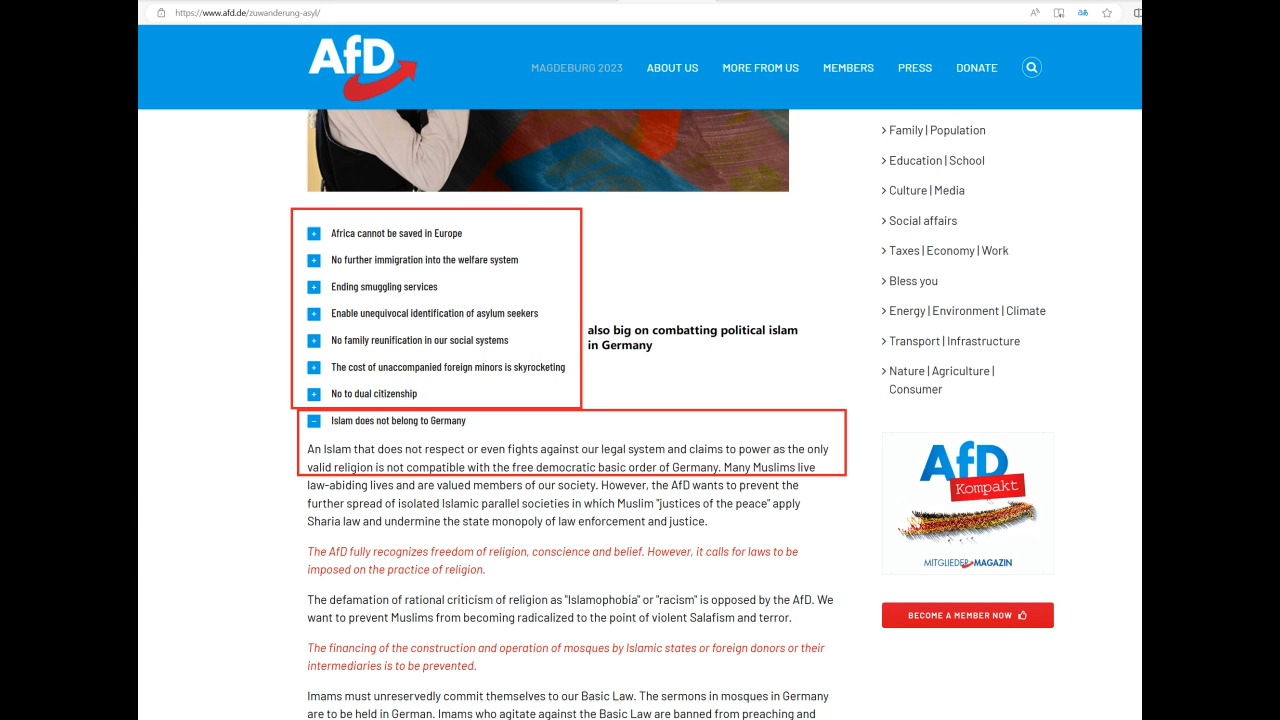 https://www.afd.de/zuwanderung-asyl/
AfD
MAGDEBURG 2023
ABOUT US
MORE FROM US
MEMBERS
PRESS
DONATE
Africa cannot be saved in Europe
No further immigration into the welfare system
Ending smuggling services
Enable unequivocal identification of asylum seekers
No family reunification in our social systems
The cost of unaccompanied foreign minors is skyrocketing
No to dual citizenship
also big on combatting political islam
in Germany
Islam does not belong to Germany
An Islam that does not respect or even fights against our legal system and claims to power as the only
valid religion is not compatible with the free democratic basic order of Germany. Many Muslims live
law-abiding lives and are valued members of our society. However, the AfD wants to prevent the
further spread of isolated Islamic parallel societies in which Muslim "justices of the peace" apply
Sharia law and undermine the state monopoly of law enforcement and justice.
The AfD fully recognizes freedom of religion, conscience and belief. However, it calls for laws to be
imposed on the practice of religion.
The defamation of rational criticism of religion as "Islamophobia" or "racism" is opposed by the AfD. We
want to prevent Muslims from becoming radicalized to the point of violent Salafism and terror.
The financing of the construction and operation of mosques by Islamic states or foreign donors or their
intermediaries is to be prevented.
Imams must unreservedly commit themselves to our Basic Law. The sermons in mosques in Germany
are to be held in German. Imams who agitate against the Basic Law are banned from preaching and
Family | Population
Education | School
Culture | Media
Social affairs
Taxes | Economy | Work
Bless you
Energy | Environment | Climate
Transport | Infrastructure
Nature | Agriculture |
Consumer
AfD
Kompakt
MITGLIEDER MAGAZIN
BECOME A MEMBER NOW